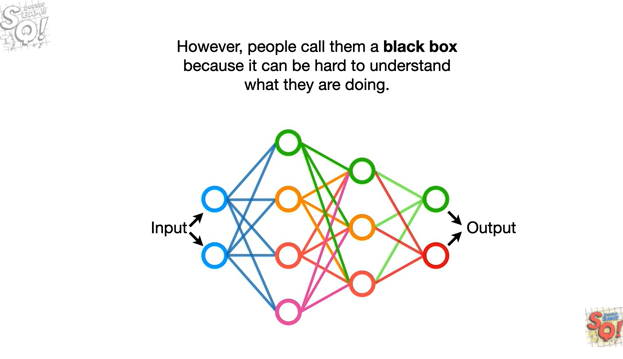 However, people call them a black box
because it can be hard to understand
what they are doing.
Input
Output